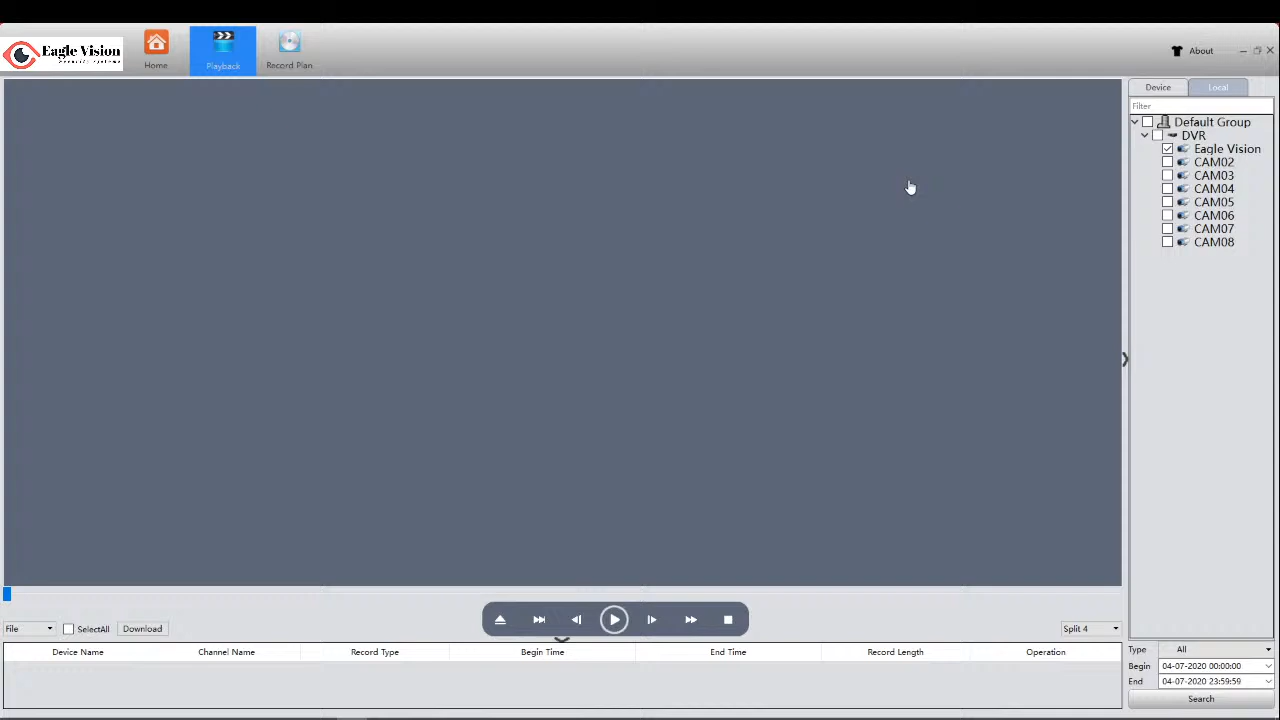 Eagle Vision
security systems
Home
Playback
Record Plan
About
Device
Local
Filter
Default Group
DVR
Eagle Vision
CAM02
CAM03
CAM04
CAM05
CAM06
CAM07
CAM08
File
SelectAll
Download
Split 4
Device Name
Channel Name
Record Type
Begin Time
End Time
Record Length
Operation
Type
All
Begin
04-07-2020 00:00:00
End
04-07-2020 23:59:59
Search